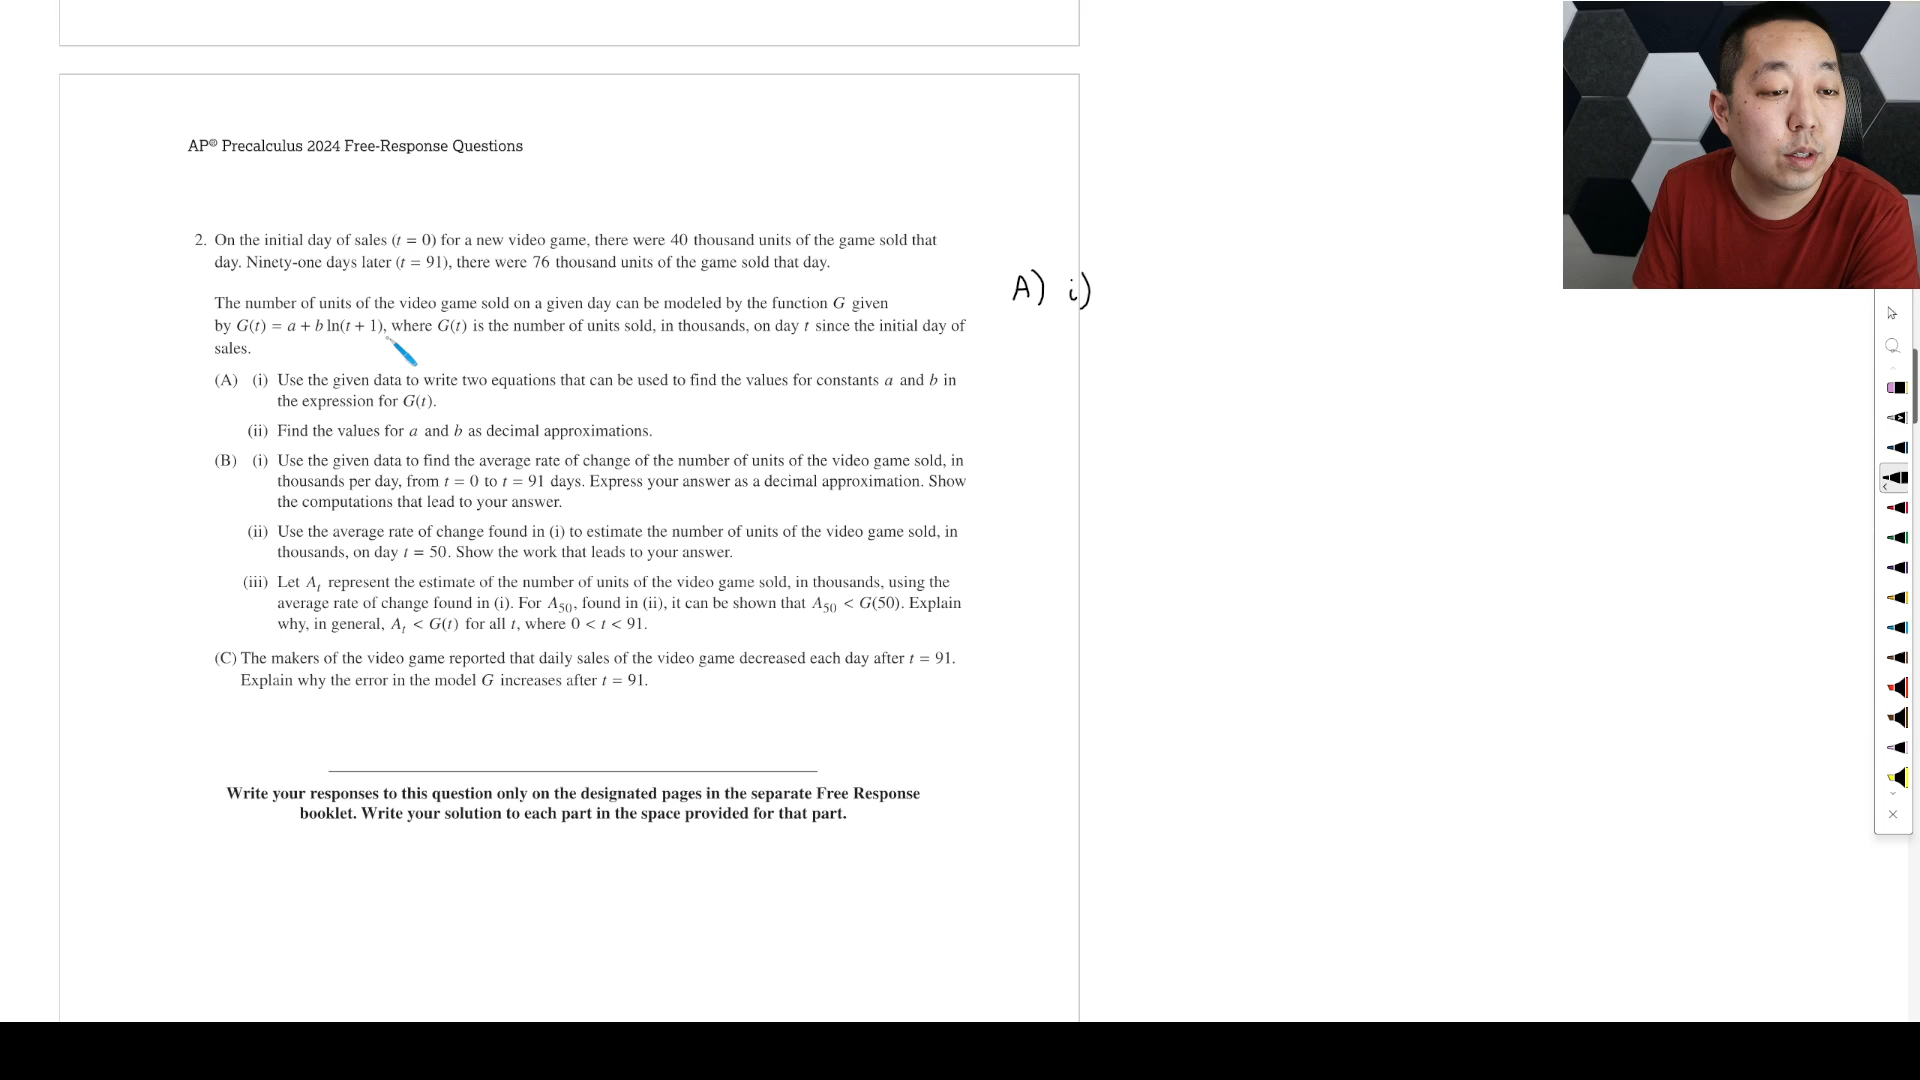 AP® Precalculus 2024 Free-Response Questions
2. On the initial day of sales (t = 0) for a new video game, there were 40 thousand units of the game sold that
day. Ninety-one days later (t = 91), there were 76 thousand units of the game sold that day.
A) i)
The number of units of the video game sold on a given day can be modeled by the function G given
by G(t) = a + b ln(t + 1), where G(t) is the number of units sold, in thousands, on day t since the initial day of
sales.
(A) (i) Use the given data to write two equations that can be used to find the values for constants a and b in
the expression for G(t).
(ii) Find the values for a and b as decimal approximations.
(B) (i) Use the given data to find the average rate of change of the number of units of the video game sold, in
thousands per day, from t = 0 to t = 91 days. Express your answer as a decimal approximation. Show
the computations that lead to your answer.
(ii) Use the average rate of change found in (i) to estimate the number of units of the video game sold, in
thousands, on day t = 50. Show the work that leads to your answer.
(iii) Let Aₜ represent the estimate of the number of units of the video game sold, in thousands, using the
average rate of change found in (i). For A₅₀, found in (ii), it can be shown that A₅₀ < G(50). Explain
why, in general, Aₜ < G(t) for all t, where 0 < t < 91.
(C) The makers of the video game reported that daily sales of the video game decreased each day after t = 91.
Explain why the error in the model G increases after t = 91.
Write your responses to this question only on the designated pages in the separate Free Response
booklet. Write your solution to each part in the space provided for that part.